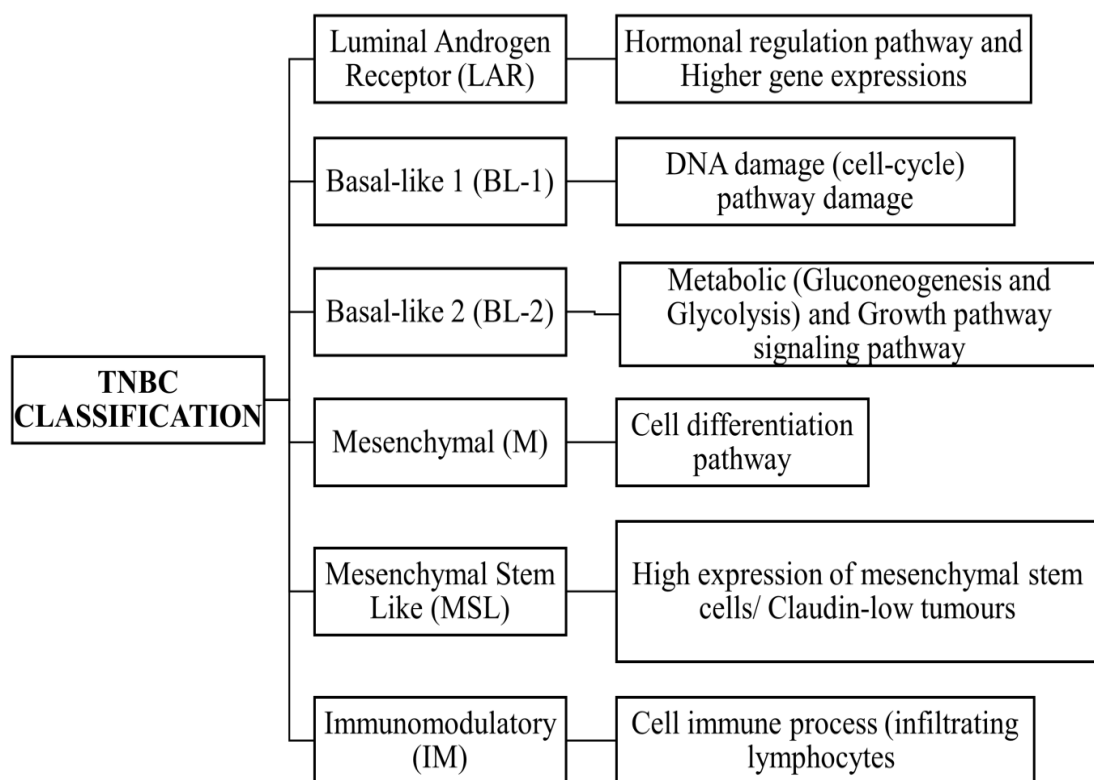 TNBC
CLASSIFICATION
Luminal Androgen
Receptor (LAR)
Hormonal regulation pathway and
Higher gene expressions
Basal-like 1 (BL-1)
DNA damage (cell-cycle)
pathway damage
Basal-like 2 (BL-2)
Metabolic (Gluconeogenesis and
Glycolysis) and Growth pathway
signaling pathway
Mesenchymal (M)
Cell differentiation
pathway
Mesenchymal Stem
Like (MSL)
High expression of mesenchymal stem
cells/ Claudin-low tumours
Immunomodulatory
(IM)
Cell immune process (infiltrating
lymphocytes